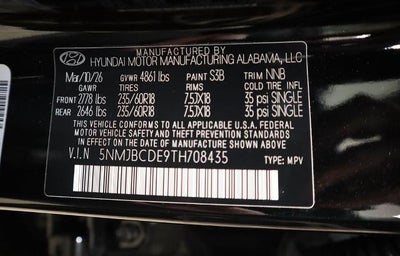 MANUFACTURED BY
HYUNDAI MOTOR MANUFACTURING ALABAMA, LLC
Mar/10/26 GVWR 4861 lbs PAINT S3B TRIM NNB
GAWR TIRES RIMS COLD TIRE INFL
FRONT 2778 lbs 235/60R18 7.5JX18 35 psi SINGLE
REAR 2646 lbs 235/60R18 7.5JX18 35 psi SINGLE
THIS VEHICLE CONFORMS TO ALL APPLICABLE U.S.A. FEDERAL
MOTOR VEHICLE SAFETY AND THEFT PREVENTION STANDARDS
IN EFFECT ON THE DATE OF MANUFACTURE SHOWN ABOVE.
V.I.N 5NMJBCDE9TH708435 TYPE: MPV